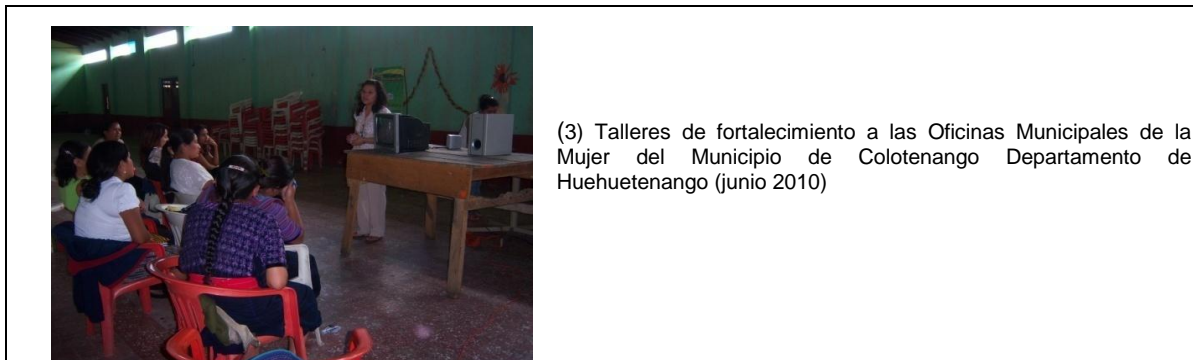 (3) Talleres de fortalecimiento a las Oficinas Municipales de la
Mujer del Municipio de Colotenango Departamento de
Huehuetenango (junio 2010)